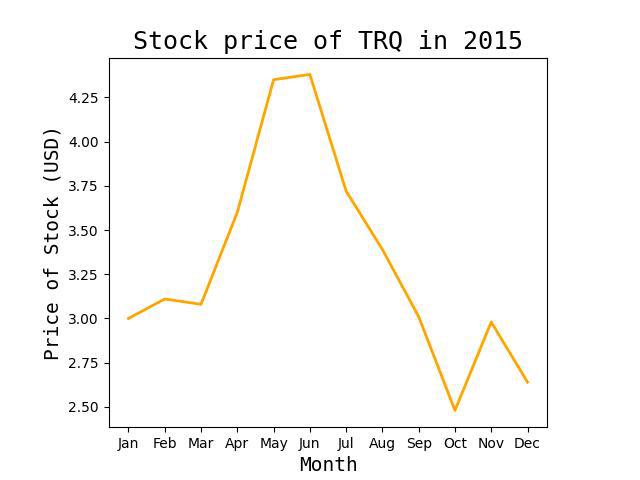 Stock price of TRQ in 2015
Price of Stock (USD)
4.25
4.00
3.75
3.50
3.25
3.00
2.75
2.50
Jan Feb Mar Apr May Jun Jul Aug Sep Oct Nov Dec
Month